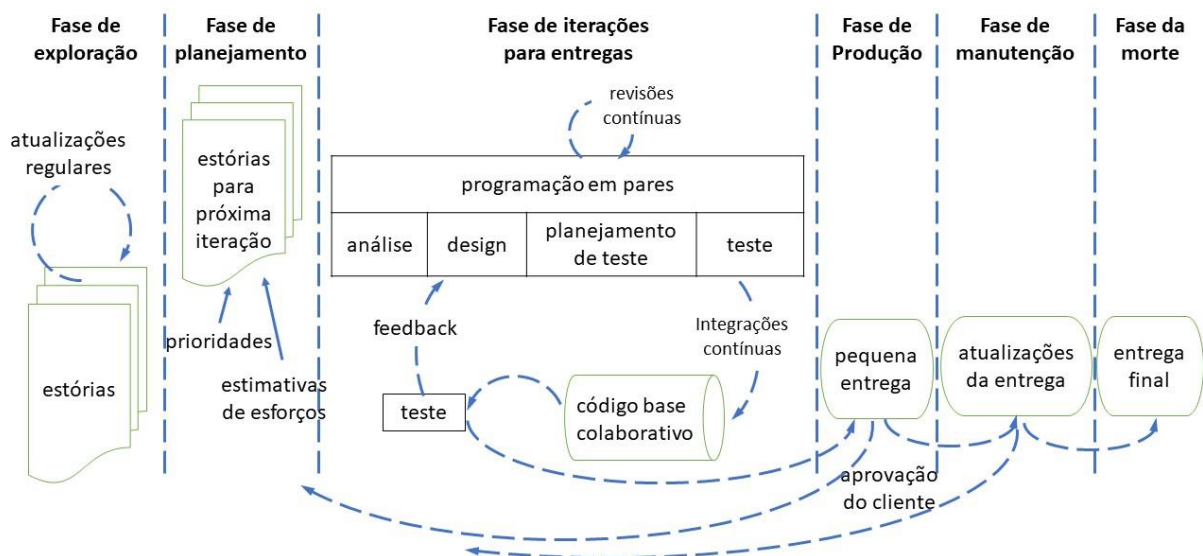 Fase de
exploração
Fase de
planejamento
Fase de iterações
para entregas
Fase de
Produção
Fase de
manutenção
Fase da
morte
atualizações
regulares
estórias
estórias
para
próxima
iteração
prioridades
estimativas
de esforços
revisões
contínuas
programação em pares
análise
design
planejamento
de teste
teste
feedback
Integrações
contínuas
teste
código base
colaborativo
pequena
entrega
aprovação
do cliente
atualizações
da entrega
entrega
final